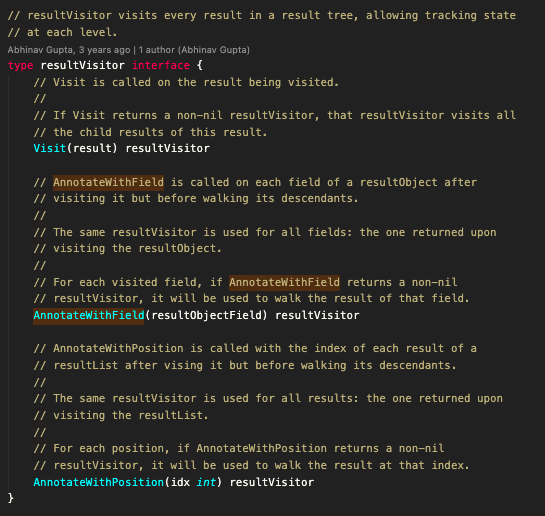 // resultVisitor visits every result in a result tree, allowing tracking state
// at each level.
Abhinav Gupta, 3 years ago | 1 author (Abhinav Gupta)
type resultVisitor interface {
// Visit is called on the result being visited.
//
// If Visit returns a non-nil resultVisitor, that resultVisitor visits all
// the child results of this result.
Visit(result) resultVisitor
// AnnotateWithField is called on each field of a resultObject after
// visiting it but before walking its descendants.
//
// The same resultVisitor is used for all fields: the one returned upon
// visiting the resultObject.
//
// For each visited field, if AnnotateWithField returns a non-nil
// resultVisitor, it will be used to walk the result of that field.
AnnotateWithField(resultObjectField) resultVisitor
// AnnotateWithPosition is called with the index of each result of a
// resultList after vising it but before walking its descendants.
//
// The same resultVisitor is used for all results: the one returned upon
// visiting the resultList.
//
// For each position, if AnnotateWithPosition returns a non-nil
// resultVisitor, it will be used to walk the result at that index.
AnnotateWithPosition(idx int) resultVisitor
}